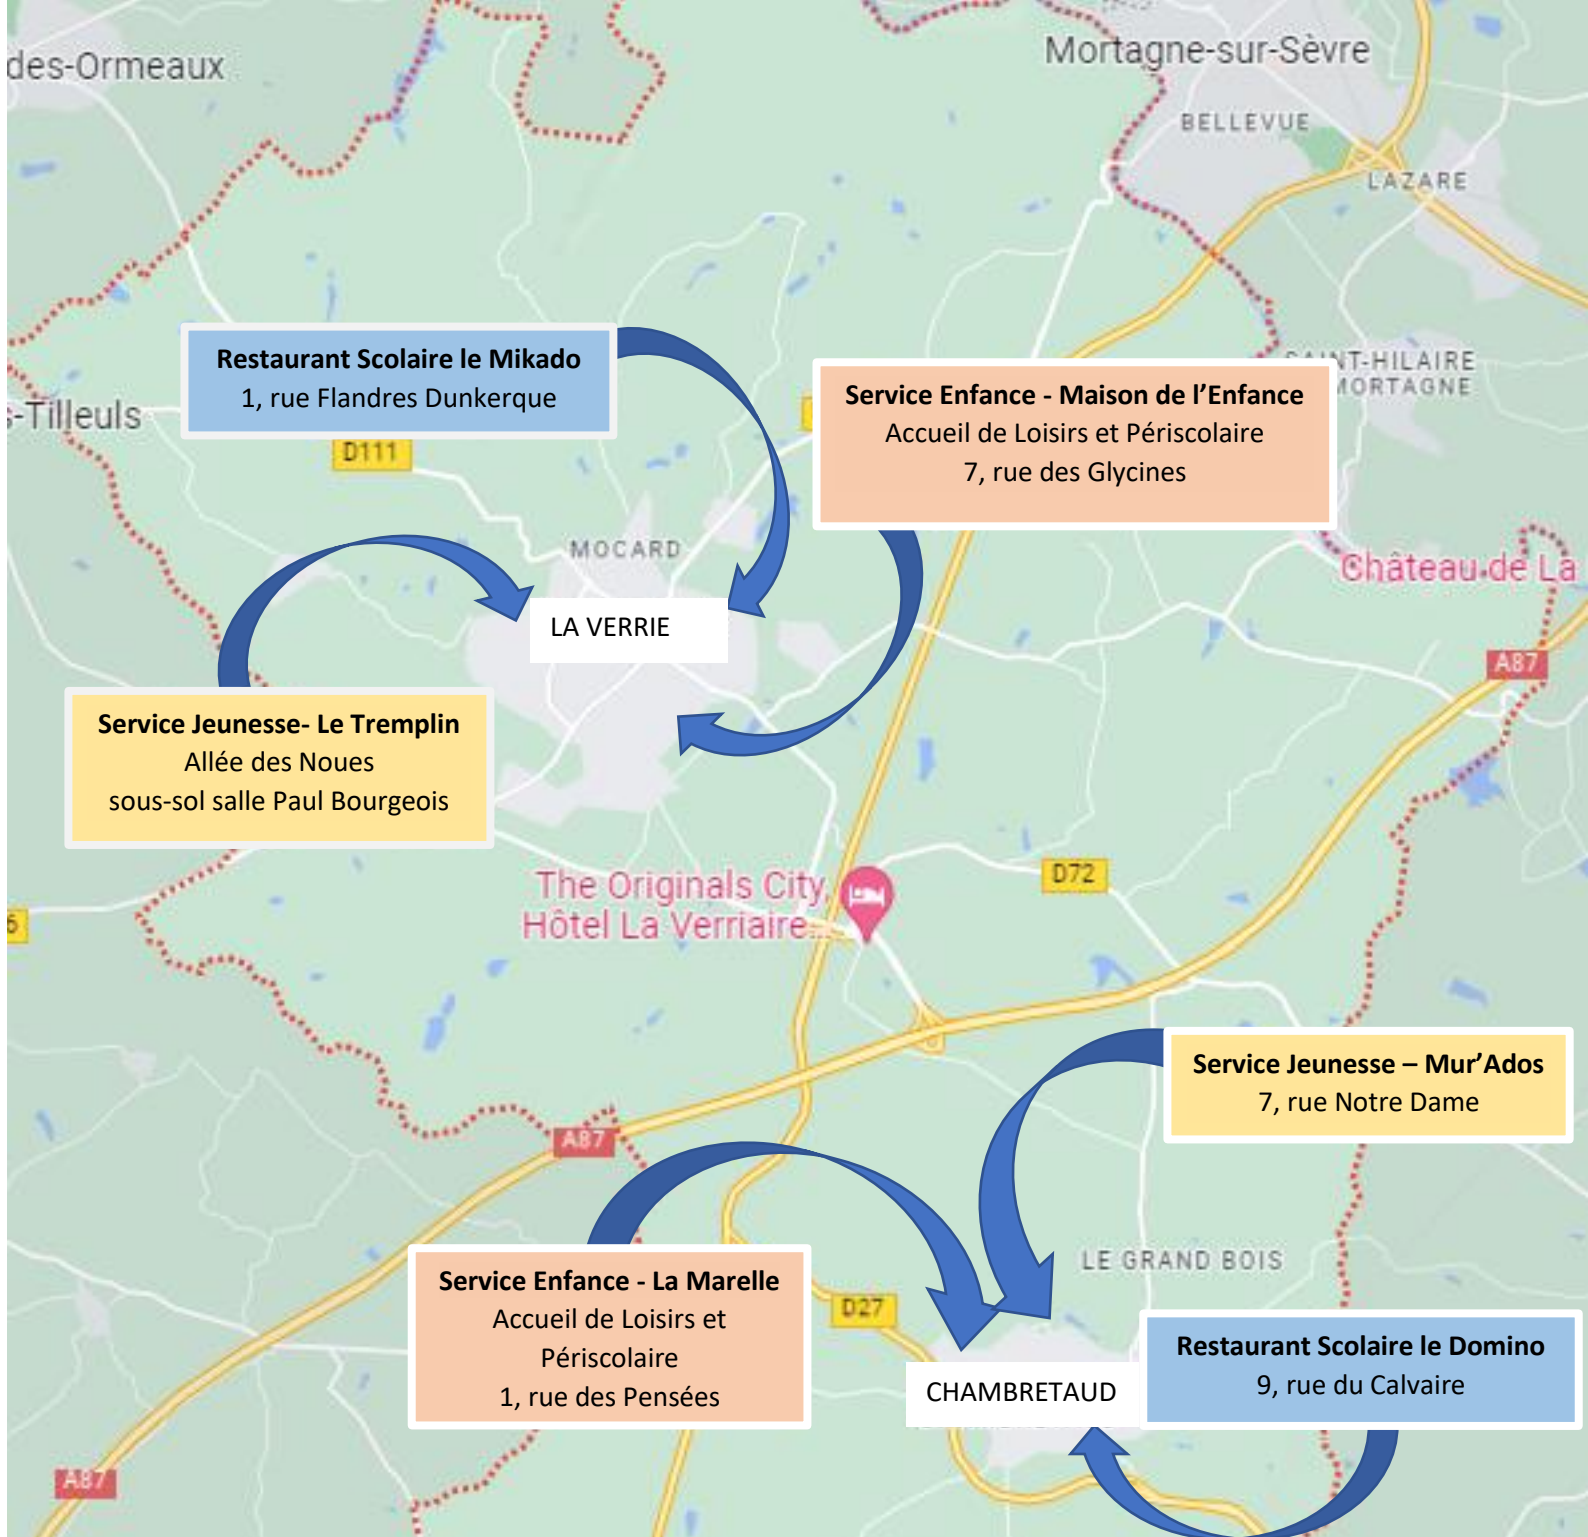 des-Ormeaux
Mortagne-sur-Sèvre
BELLEVUE
LAZARE
Restaurant Scolaire le Mikado
1, rue Flandres Dunkerque
s-Tilleuls
D111
Service Enfance - Maison de l'Enfance
Accueil de Loisirs et Périscolaire
7, rue des Glycines
NT-HILAIRE
MORTAGNE
MOCARD
Château de La
LA VERRIE
A87
Service Jeunesse- Le Tremplin
Allée des Noues
sous-sol salle Paul Bourgeois
The Originals City,
Hôtel La Verriaire...
D72
6
Service Jeunesse – Mur'Ados
7, rue Notre Dame
A87
Service Enfance - La Marelle
Accueil de Loisirs et
Périscolaire
1, rue des Pensées
LE GRAND BOIS
D27
CHAMBRETAUD
Restaurant Scolaire le Domino
9, rue du Calvaire
A87